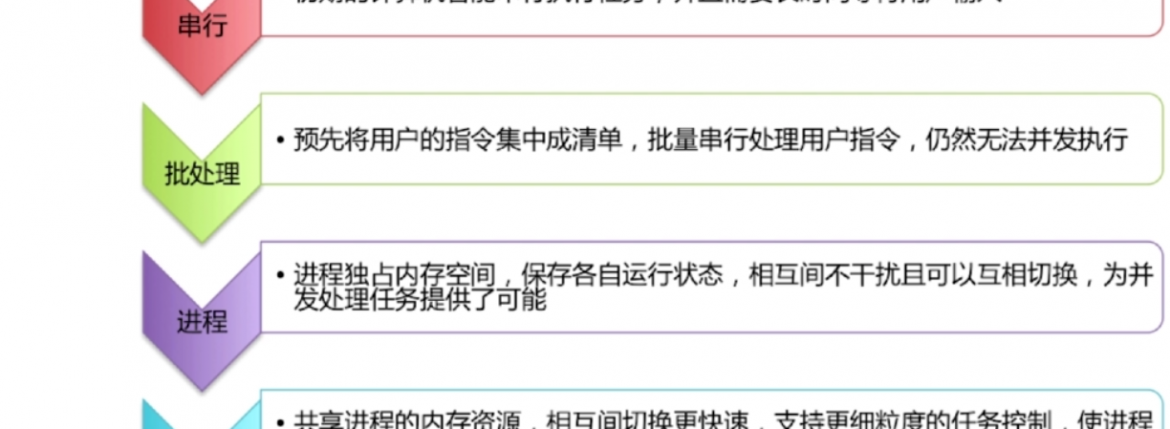 串行
批处理
• 预先将用户的指令集中成清单，批量串行处理用户指令，仍然无法并发执行
进程
• 进程独占内存空间，保存各自运行状态，相互间不干扰且可以互相切换，为并
发处理任务提供了可能
• 共享进程的内存资源，相互间切换更快速，支持更细粒度的任务控制，使进程